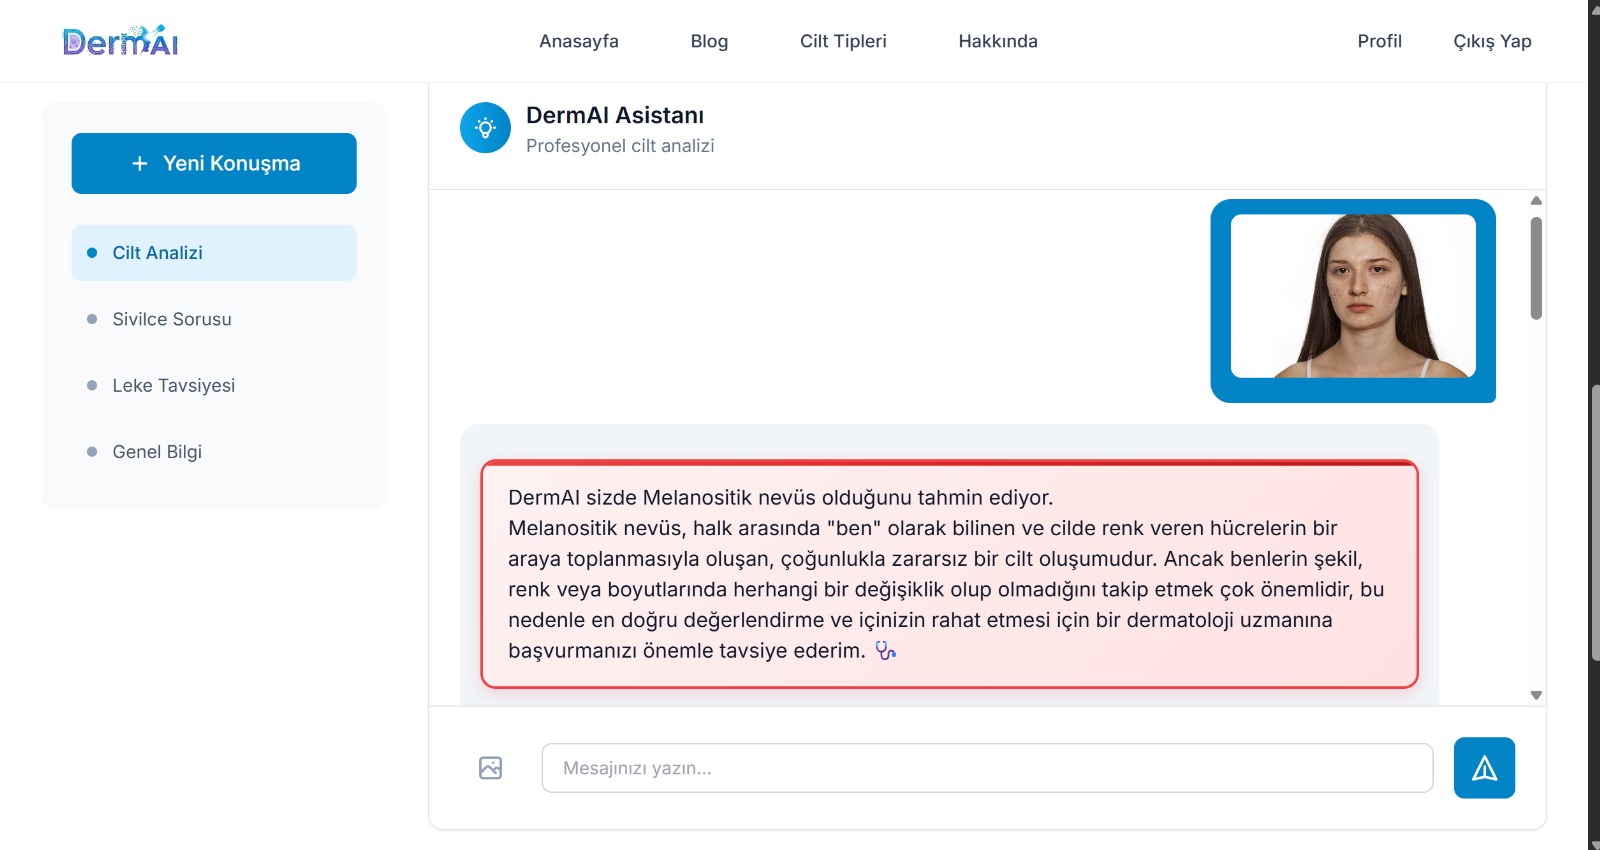 DermAI
Anasayfa
Blog
Cilt Tipleri
Hakkında
Profil
Çıkış Yap
+ Yeni Konuşma
Cilt Analizi
Sivilce Sorusu
Leke Tavsiyesi
Genel Bilgi
DermAI Asistanı
Profesyonel cilt analizi
DermAI sizde Melanositik nevüs olduğunu tahmin ediyor.
Melanositik nevüs, halk arasında "ben" olarak bilinen ve cilde renk veren hücrelerin bir
araya toplanmasıyla oluşan, çoğunlukla zararsız bir cilt oluşumudur. Ancak benlerin şekil,
renk veya boyutlarında herhangi bir değişiklik olup olmadığını takip etmek çok önemlidir, bu
nedenle en doğru değerlendirme ve içinizin rahat etmesi için bir dermatoloji uzmanına
başvurmanızı önemle tavsiye ederim. 🩺
Mesajınızı yazın...